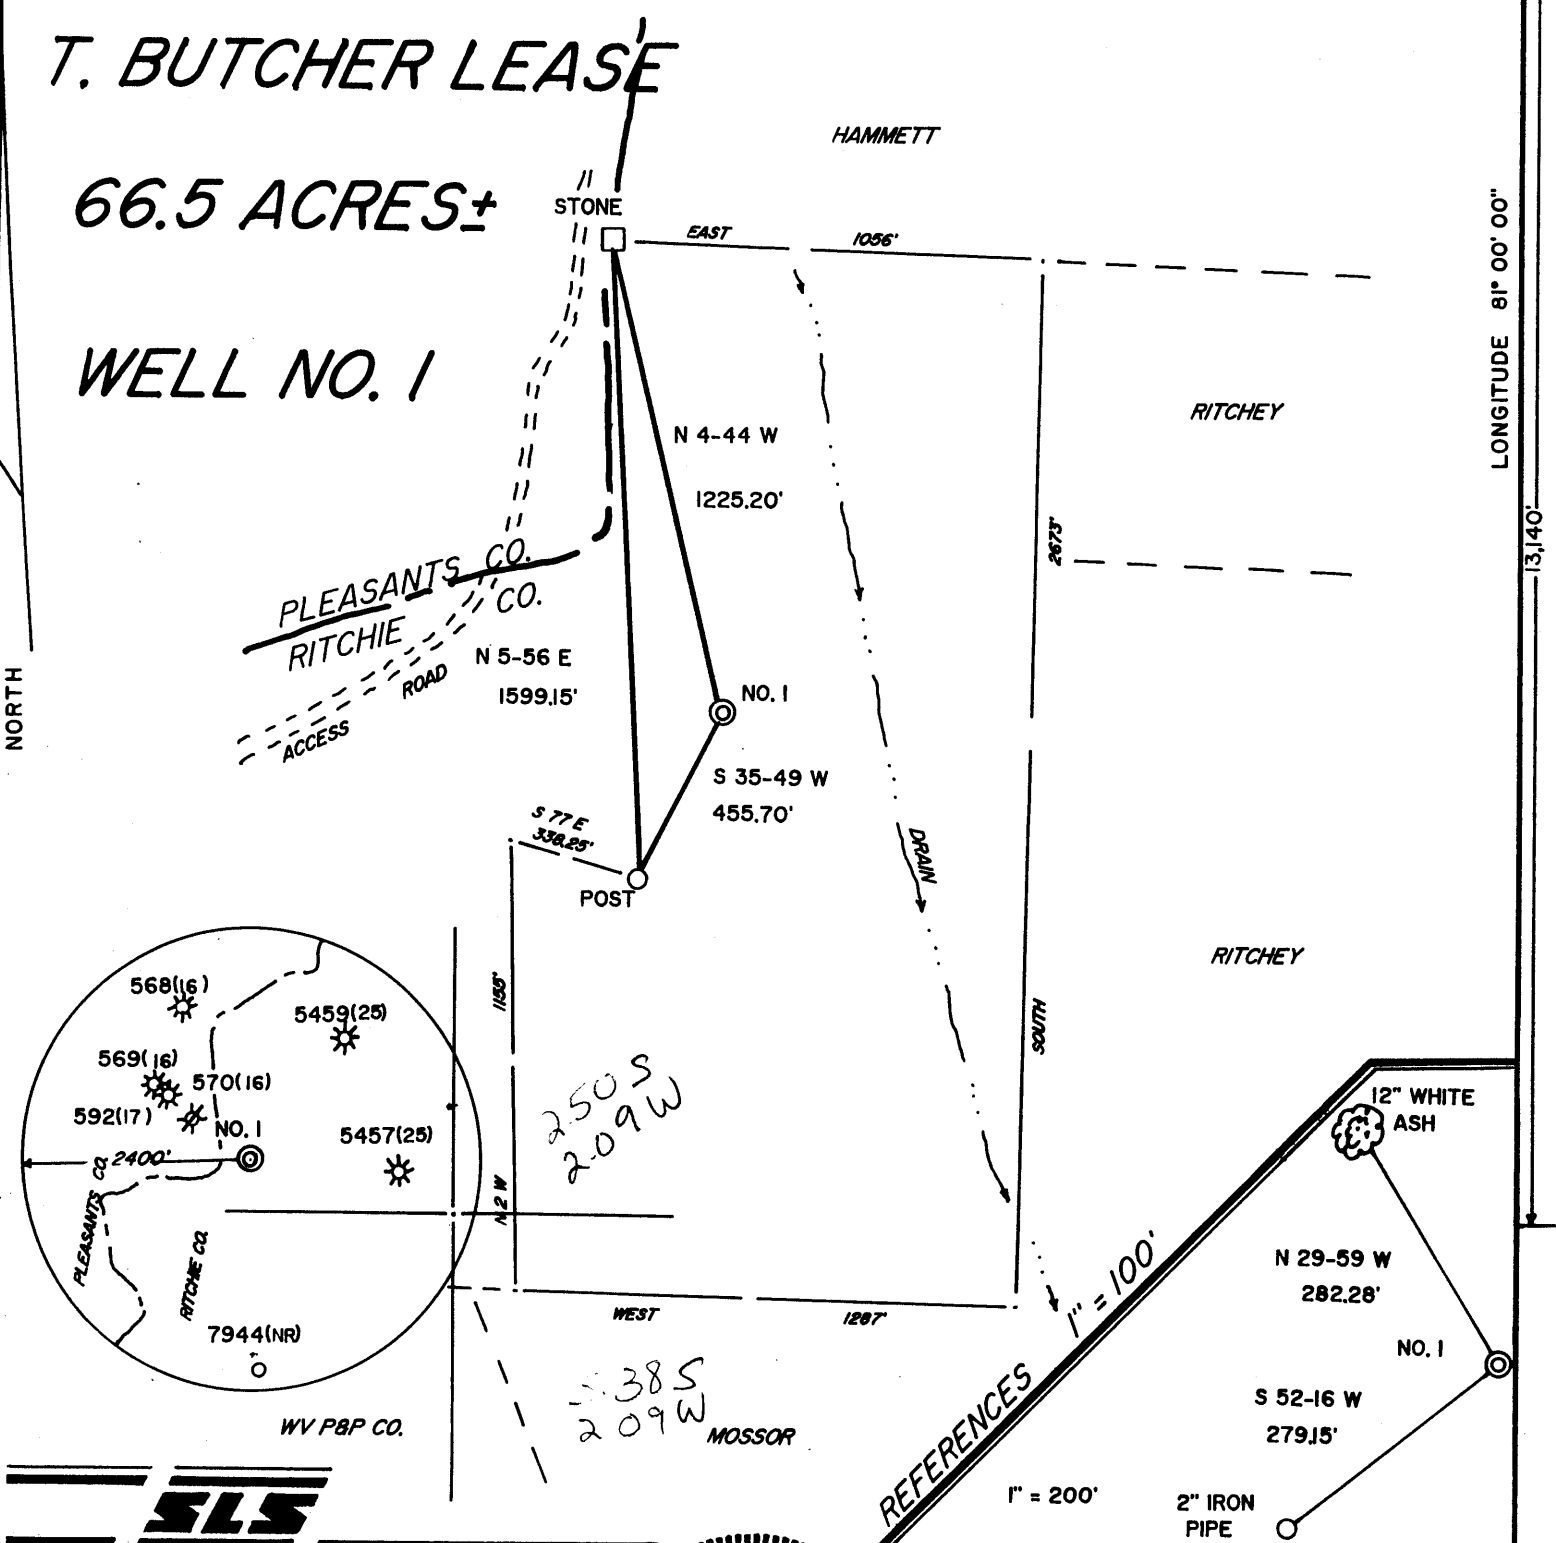 T. BUTCHER LEASE
HAMMETT
66.5 ACRES±
STONE
EAST 1056'
LONGITUDE 81° 00' 00"
WELL NO. 1
RITCHEY
N 4-44 W
1225.20'
2673'
13,140'
PLEASANTS CO.
RITCHIE CO.
N 5-56 E
1599.15'
ACCESS ROAD
NORTH
NO. 1
S 35-49 W
455.70'
S 77 E
338.25'
DRAIN
POST
RITCHEY
1155'
SOUTH
568(16)
5459(25)
569(16)
570(16)
592(17)
NO. 1
5457(25)
2400'
PLEASANTS CO.
RITCHIE CO.
7944(NR)
2.50 S
2.09 W
N 2 W
12" WHITE
ASH
N 29-59 W
282.28'
NO. 1
S 52-16 W
279.15'
2" IRON
PIPE
WEST 1287'
38 S
2 09 W
WV P&P CO.
MOSSOR
REFERENCES 1" = 100'
1" = 200'
SLS